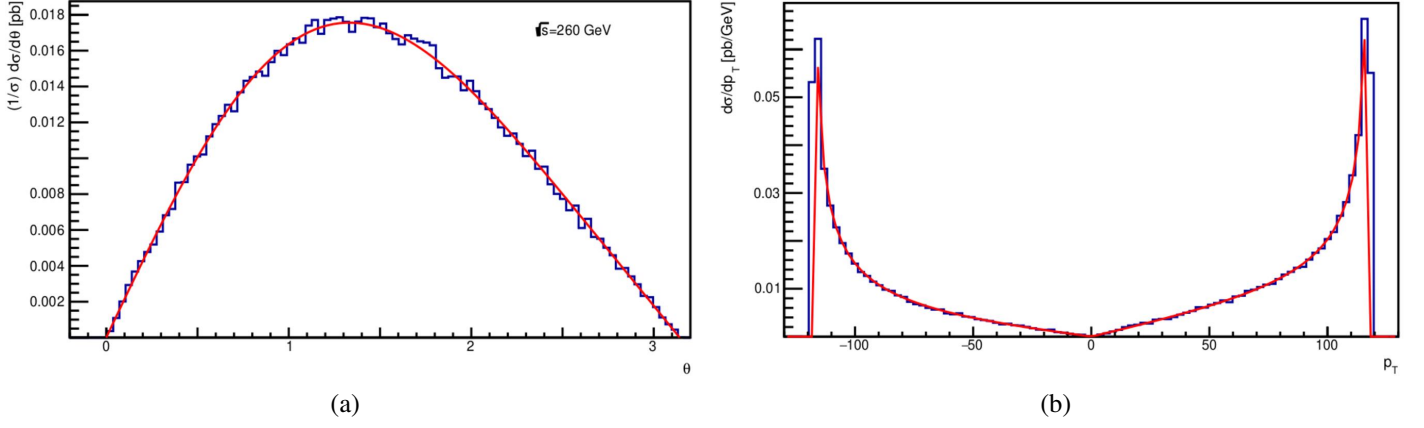 (1/σ) dσ/dθ [pb]
0.018
0.016
0.014
0.012
0.01
0.008
0.006
0.004
0.002
0 1 2 3
θ
√s=260 GeV
(a)
dσ/dp_T [pb/GeV]
0.05
0.03
0.01
−100 −50 0 50 100
p_T
(b)